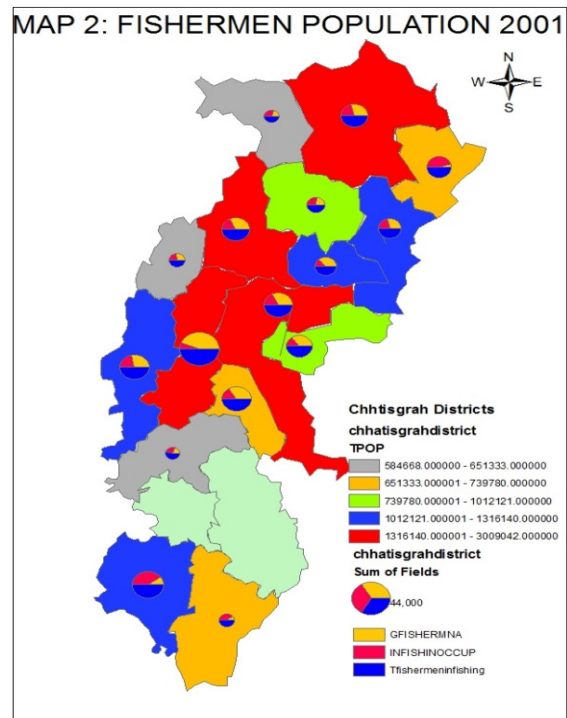 MAP 2: FISHERMEN POPULATION 2001
N
W E
S
Chhtisgrah Districts
chhatisgrahdistrict
TPOP
584668.000000 - 651333.000000
651333.000001 - 739780.000000
739780.000001 - 1012121.000000
1012121.000001 - 1316140.000000
1316140.000001 - 3009042.000000
chhatisgrahdistrict
Sum of Fields
44,000
GFISHERMNA
INFISHINOCCUP
Tfishermeninfishing